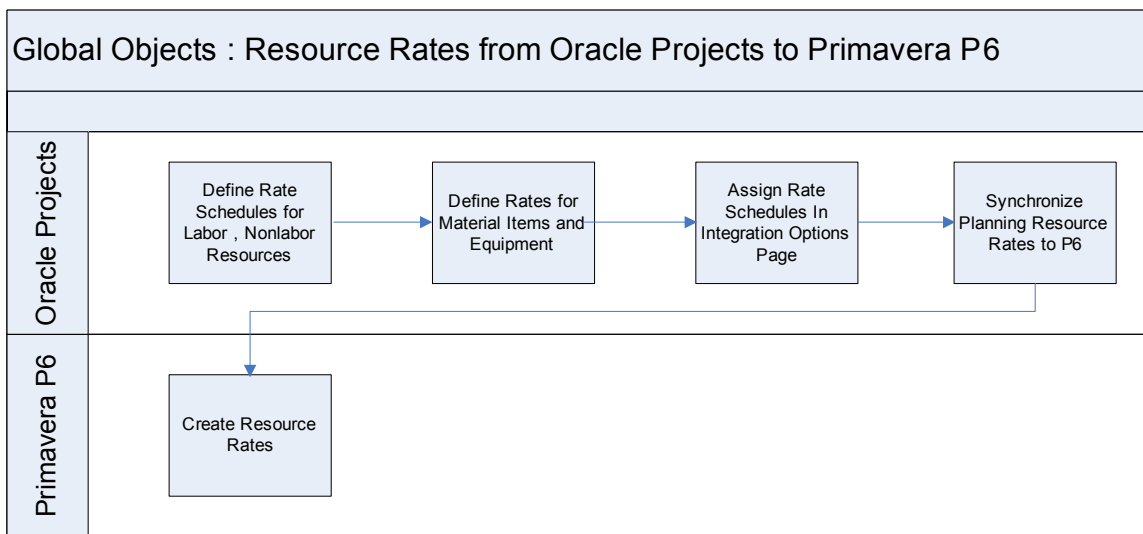 Global Objects : Resource Rates from Oracle Projects to Primavera P6
Oracle Projects
Define Rate
Schedules for
Labor , Nonlabor
Resources
Define Rates for
Material Items and
Equipment
Assign Rate
Schedules In
Integration Options
Page
Synchronize
Planning Resource
Rates to P6
Primavera P6
Create Resource
Rates